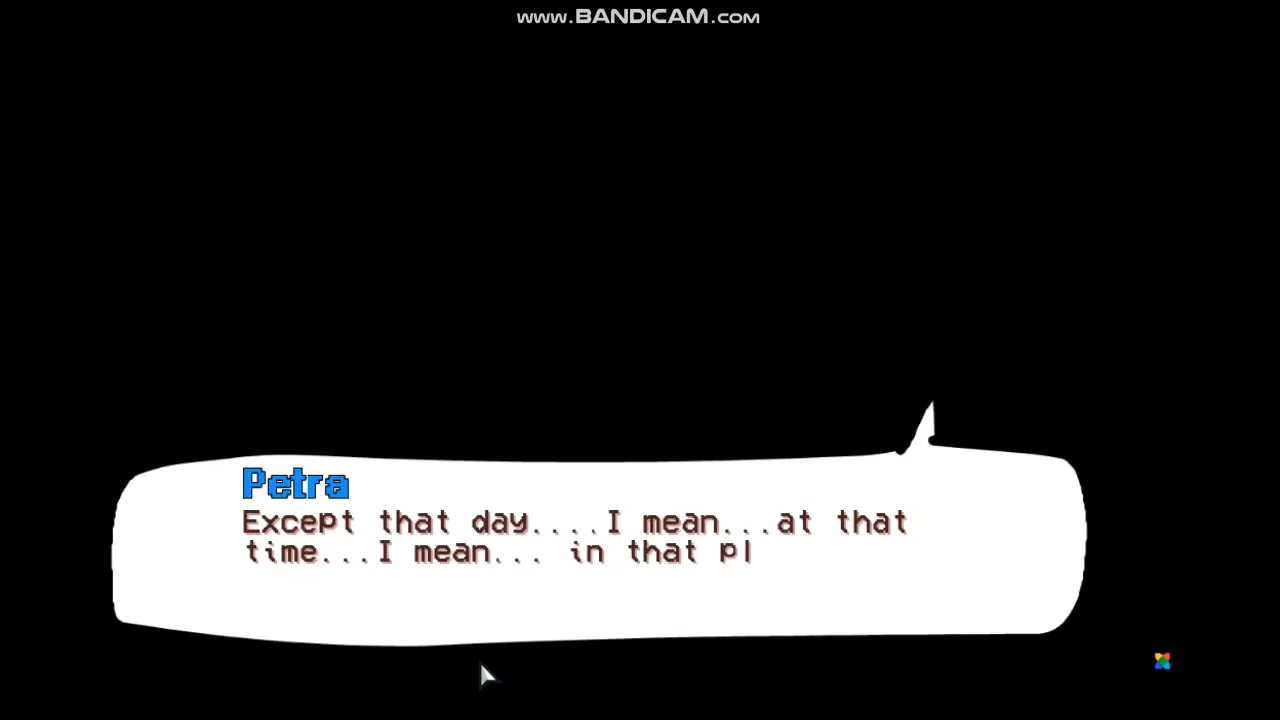 www.BANDICAM.com
Petra
Except that day....I mean...at that
time...I mean... in that pl